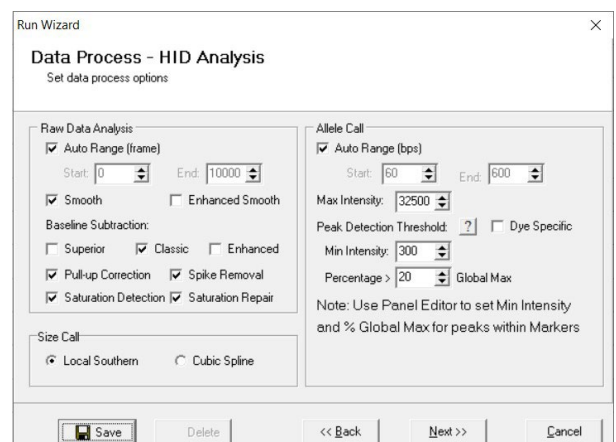 Run Wizard
Data Process - HID Analysis
Set data process options
Raw Data Analysis
Auto Range (frame)
Start: 0 End: 10000
Smooth Enhanced Smooth
Baseline Subtraction:
Superior Classic Enhanced
Pull-up Correction Spike Removal
Saturation Detection Saturation Repair
Size Call
Local Southern Cubic Spline
Allele Call
Auto Range (bps)
Start: 60 End: 600
Max Intensity: 32500
Peak Detection Threshold: ? Dye Specific
Min Intensity: 300
Percentage > 20 Global Max
Note: Use Panel Editor to set Min Intensity
and % Global Max for peaks within Markers
Save Delete << Back Next >> Cancel